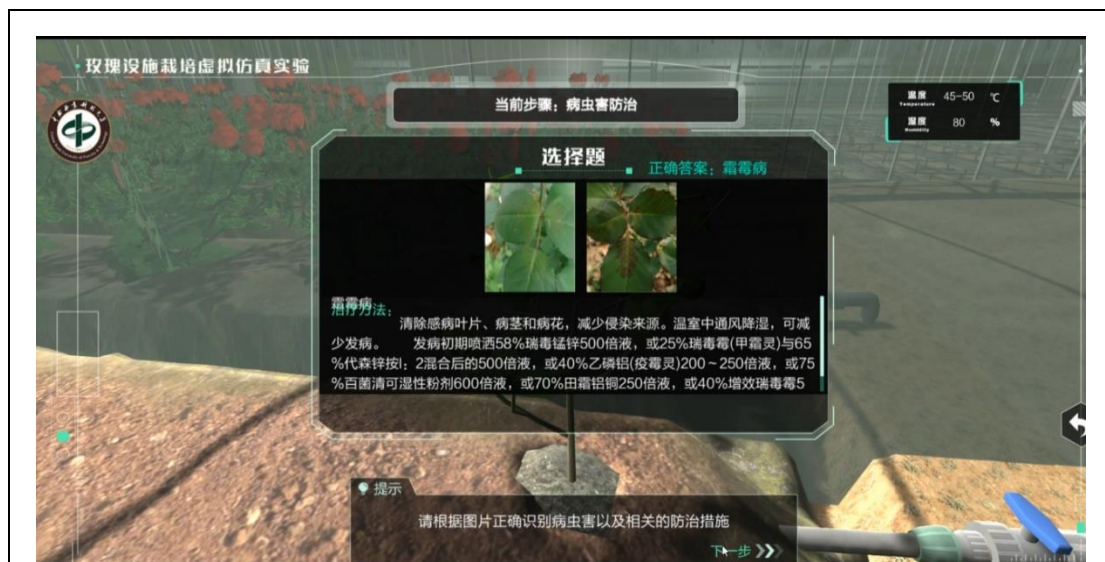 玫瑰设施栽培虚拟仿真实验
当前步骤：病虫害防治
温度 45-50 ℃
Temperature
湿度 80 %
Humidity
选择题
正确答案：霜霉病
霜霉病
治疗方法：
清除感病叶片、病茎和病花，减少侵染来源。温室中通风降湿，可减
少发病。 发病初期喷洒58%瑞毒锰锌500倍液，或25%瑞毒霉(甲霜灵)与65
%代森锌按l：2混合后的500倍液，或40%乙磷铝(疫霉灵)200～250倍液，或75
%百菌清可湿性粉剂600倍液，或70%田霜铝铜250倍液，或40%增效瑞毒霉5
提示
请根据图片正确识别病虫害以及相关的防治措施
下一步